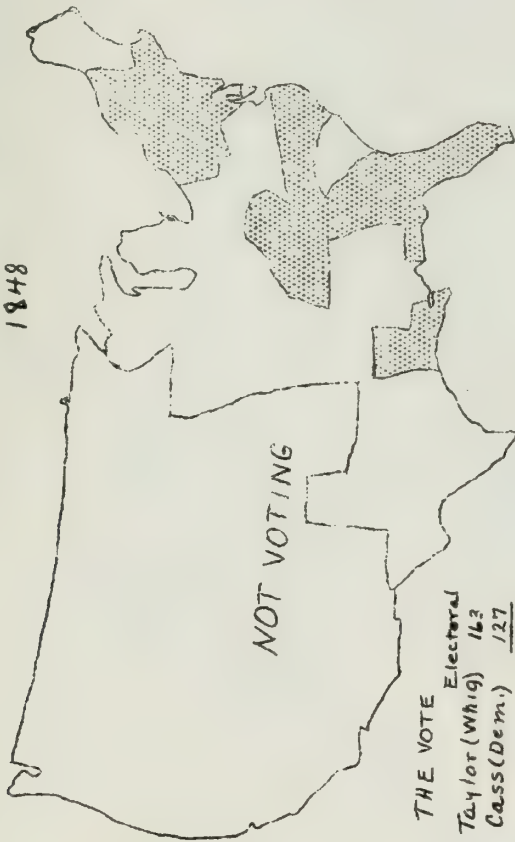 1848
NOT VOTING
THE VOTE
Electoral
Taylor (Whig) 163
Cass (Dem.) 127